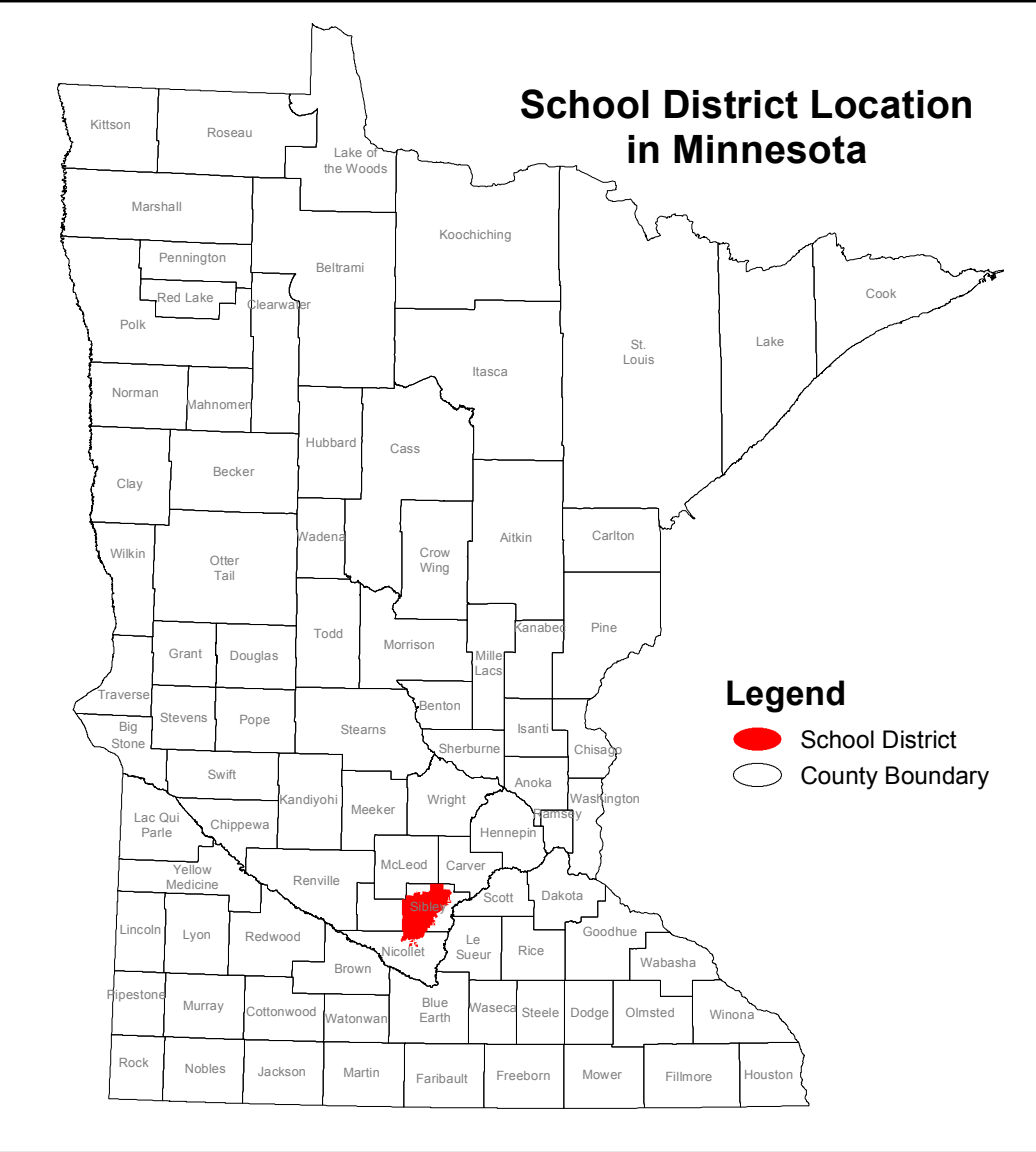 School District Location
in Minnesota
Kittson
Roseau
Lake of
the Woods
Marshall
Koochiching
Pennington
Beltrami
Red Lake
Clearwater
Cook
Polk
St.
Louis
Lake
Itasca
Norman
Mahnomen
Hubbard
Cass
Becker
Clay
Wadena
Aitkin
Carlton
Wilkin
Crow
Wing
Otter
Tail
Todd
Morrison
Kanabec
Pine
Grant
Douglas
Mille
Lacs
Traverse
Legend
Benton
Stevens
Pope
Stearns
Isanti
Big
Stone
School District
Sherburne
Chisago
County Boundary
Swift
Anoka
Kandiyohi
Wright
Washington
Meeker
Ramsey
Lac Qui
Parle
Chippewa
Hennepin
McLeod
Carver
Yellow
Medicine
Renville
Scott
Dakota
Sibley
Lincoln
Lyon
Redwood
Goodhue
Nicollet
Le
Sueur
Rice
Brown
Wabasha
Pipestone
Murray
Cottonwood
Watonwan
Blue
Earth
Waseca
Steele
Dodge
Olmsted
Winona
Rock
Nobles
Jackson
Martin
Faribault
Freeborn
Mower
Fillmore
Houston